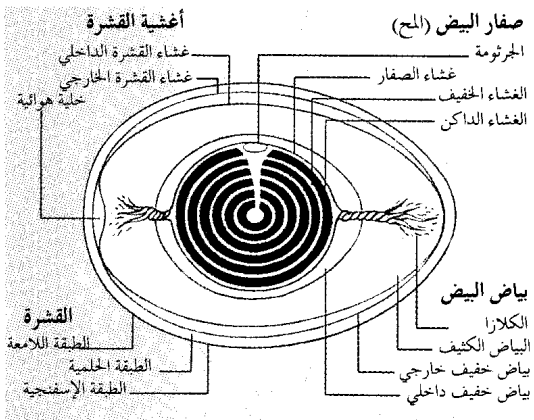 صفار البيض (المح)
الجرثومة
غشاء الصفار
الغشاء الخفيف
الغشاء الداكن
أغشية القشرة
غشاء القشرة الداخلي
غشاء القشرة الخارجي
خلية هوائية
بياض البيض
الكلازا
البياض الكثيف
بياض خفيف خارجي
بياض خفيف داخلي
القشرة
الطبقة اللامعة
الطبقة الحلمية
الطبقة الإسفنجية